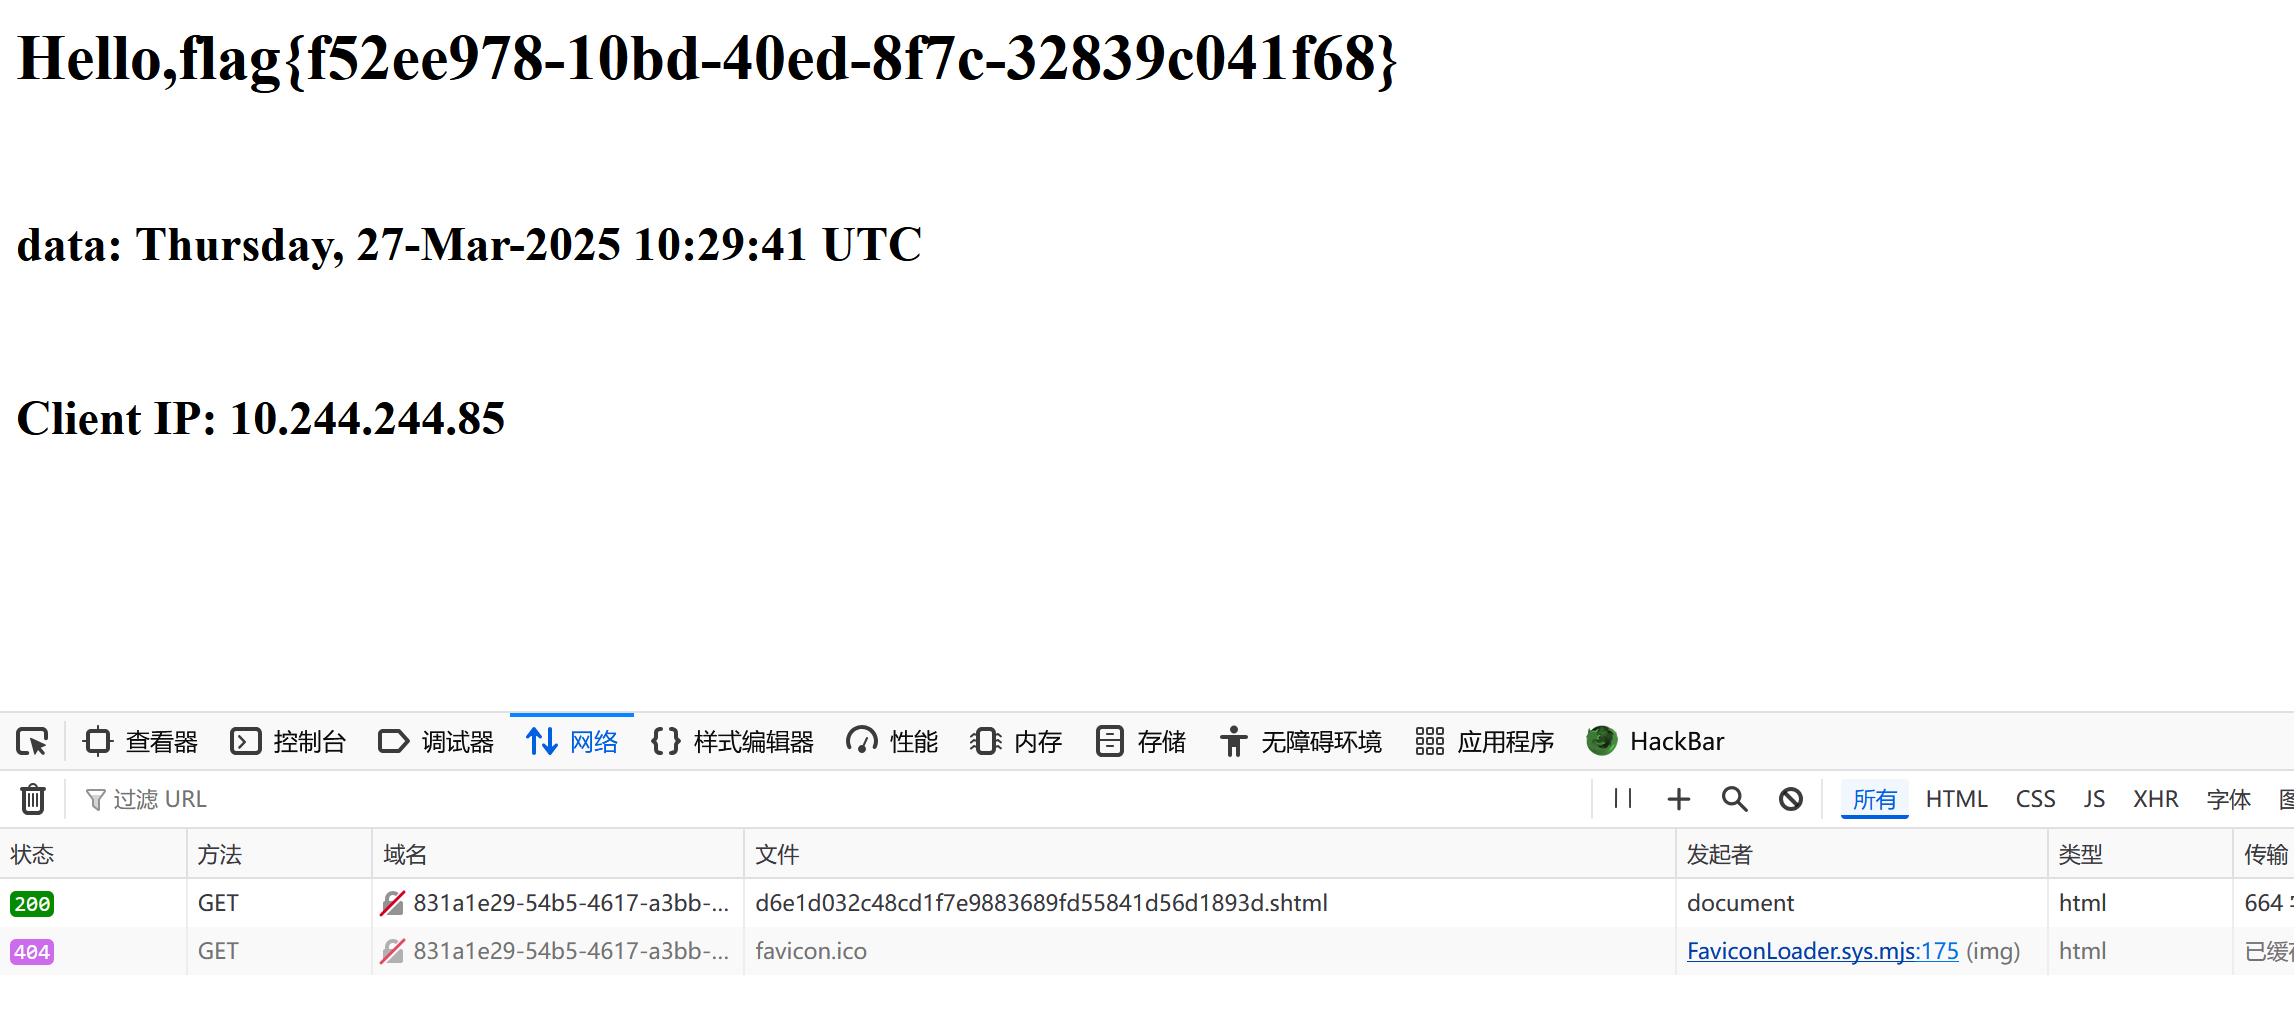 Hello,flag{f52ee978-10bd-40ed-8f7c-32839c041f68}
data: Thursday, 27-Mar-2025 10:29:41 UTC
Client IP: 10.244.244.85
查看器 控制台 调试器 网络 样式编辑器 性能 内存 存储 无障碍环境 应用程序 HackBar
过滤 URL 所有 HTML CSS JS XHR 字体
状态 方法 域名 文件 发起者 类型 传输
200 GET 831a1e29-54b5-4617-a3bb-... d6e1d032c48cd1f7e9883689fd55841d56d1893d.shtml document html 664
404 GET 831a1e29-54b5-4617-a3bb-... favicon.ico FaviconLoader.sys.mjs:175 (img) html 已缓存